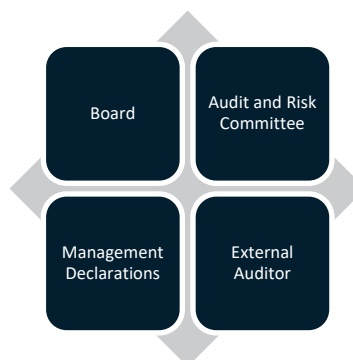 Board
Audit and Risk
Committee
Management
Declarations
External
Auditor